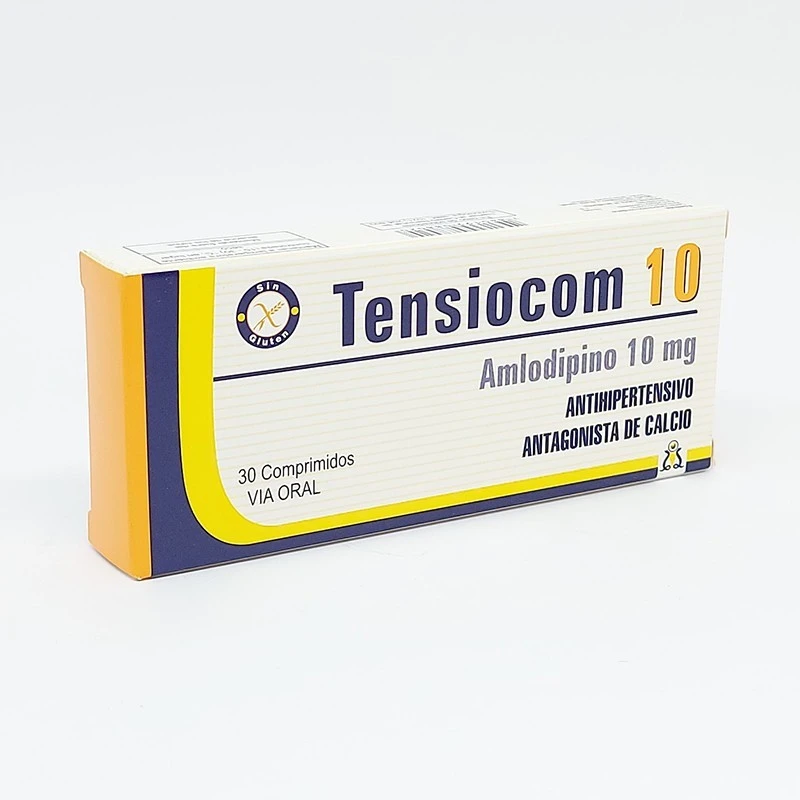 Sin
Gluten
Tensiocom 10
Amlodipino 10 mg
ANTIHIPERTENSIVO
ANTAGONISTA DE CALCIO
30 Comprimidos
VIA ORAL